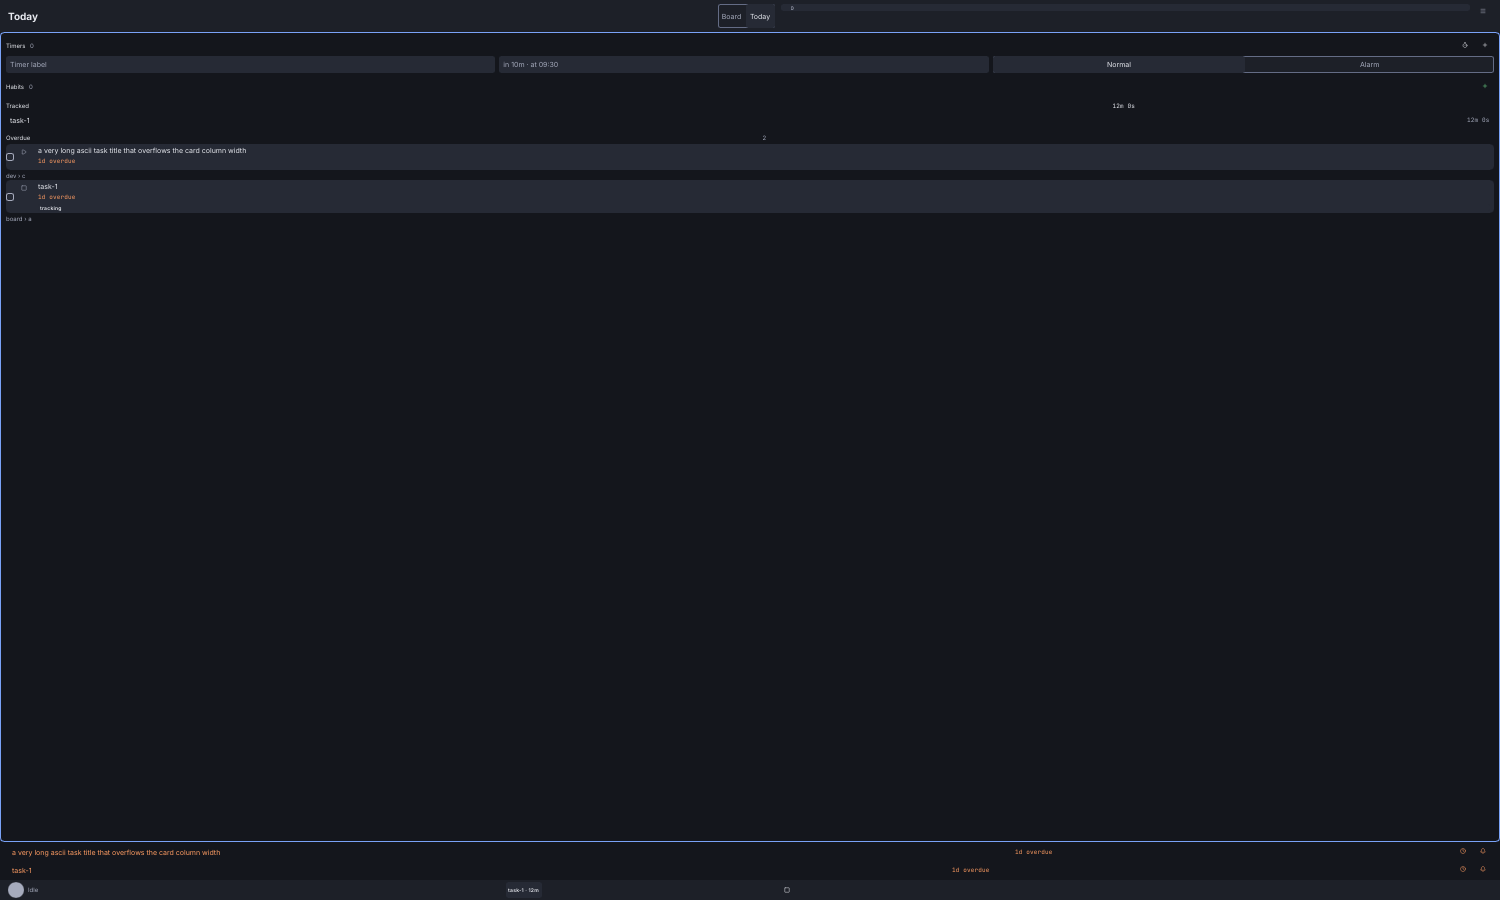 Today
Board Today
Timers 0
Timer label in 10m · at 09:30 Normal Alarm
Habits 0
Tracked 12m 0s
task-1 12m 0s
Overdue 2
a very long ascii task title that overflows the card column width
1d overdue
dev › c
task-1
1d overdue
tracking
board › a
a very long ascii task title that overflows the card column width 1d overdue
task-1 1d overdue
Idle task-1 · 12m